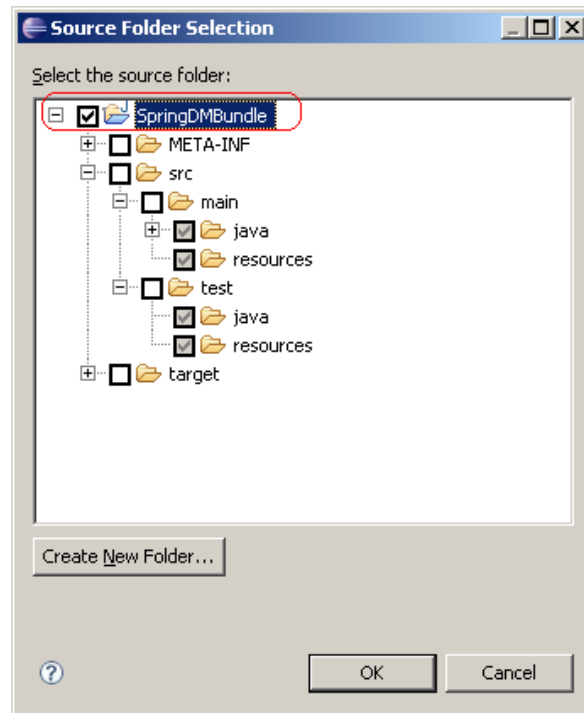 Source Folder Selection
Select the source folder:
SpringDMBundle
META-INF
src
main
java
resources
test
java
resources
target
Create New Folder...
OK
Cancel